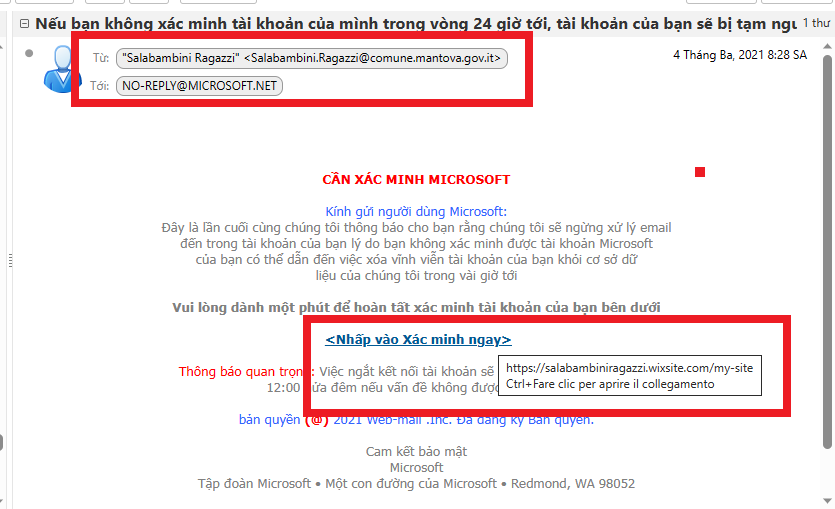 Nếu bạn không xác minh tài khoản của mình trong vòng 24 giờ tới, tài khoản của bạn sẽ bị tạm ngư 1 thư
Từ: "Salabambini Ragazzi" <Salabambini.Ragazzi@comune.mantova.gov.it> 4 Tháng Ba, 2021 8:28 SA
Tới: NO-REPLY@MICROSOFT.NET
CẦN XÁC MINH MICROSOFT
Kính gửi người dùng Microsoft:
Đây là lần cuối cùng chúng tôi thông báo cho bạn rằng chúng tôi sẽ ngừng xử lý email
đến trong tài khoản của bạn lý do bạn không xác minh được tài khoản Microsoft
của bạn có thể dẫn đến việc xóa vĩnh viễn tài khoản của bạn khỏi cơ sở dữ
liệu của chúng tôi trong vài giờ tới
Vui lòng dành một phút để hoàn tất xác minh tài khoản của bạn bên dưới
<Nhấp vào Xác minh ngay>
https://salabambiniragazzi.wixsite.com/my-site
Ctrl+Fare clic per aprire il collegamento
Thông báo quan trọng: Việc ngắt kết nối tài khoản sẽ
12:00 nửa đêm nếu vấn đề không được
bản quyền (@) 2021 Web-mail .Inc. Đã đăng ký Bản quyền.
Cam kết bảo mật
Microsoft
Tập đoàn Microsoft • Một con đường của Microsoft • Redmond, WA 98052